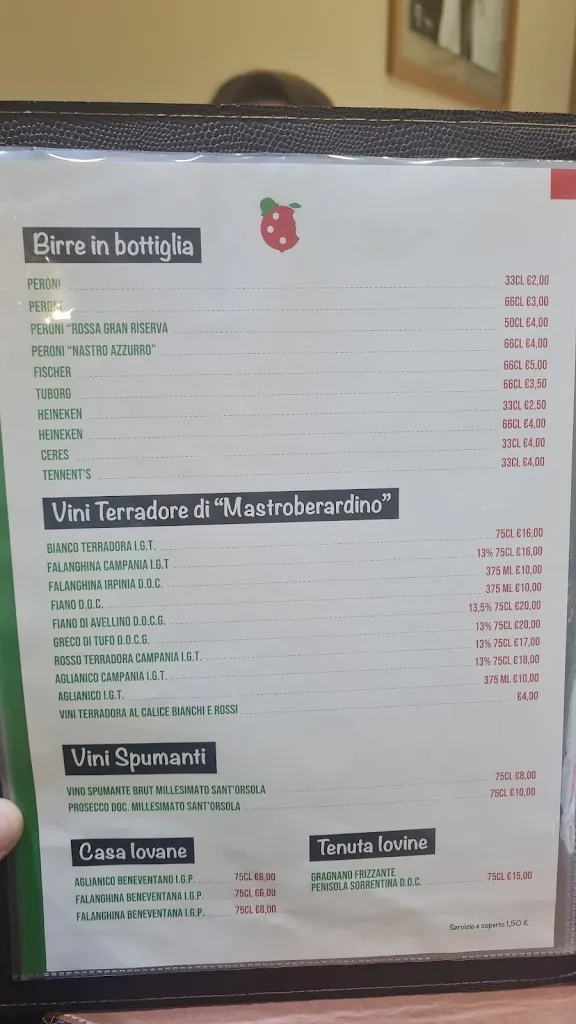 Birre in bottiglia
PERONI 33CL €2,00
PERONI 66CL €3,00
PERONI "ROSSA GRAN RISERVA 50CL €4,00
PERONI "NASTRO AZZURRO" 66CL €4,00
FISCHER 66CL €5,00
TUBORG 66CL €3,50
HEINEKEN 33CL €2,50
HEINEKEN 66CL €4,00
CERES 33CL €4,00
TENNENT'S 33CL €4,00
Vini Terradore di "Mastroberardino"
BIANCO TERRADORA I.G.T. 75CL €16,00
FALANGHINA CAMPANIA I.G.T 13% 75CL €16,00
FALANGHINA IRPINIA D.O.C. 375 ML €10,00
FIANO D.O.C. 375 ML €10,00
FIANO DI AVELLINO D.O.C.G. 13,5% 75CL €20,00
GRECO DI TUFO D.O.C.G. 13% 75CL €20,00
ROSSO TERRADORA CAMPANIA I.G.T. 13% 75CL €17,00
AGLIANICO CAMPANIA I.G.T. 13% 75CL €18,00
AGLIANICO I.G.T. 375 ML €10,00
VINI TERRADORA AL CALICE BIANCHI E ROSSI €4,00
Vini Spumanti
VINO SPUMANTE BRUT MILLESIMATO SANT'ORSOLA 75CL €8,00
PROSECCO DOC. MILLESIMATO SANT'ORSOLA 75CL €10,00
Casa Iovane
AGLIANICO BENEVENTANO I.G.P. 75CL €6,00
FALANGHINA BENEVENTANA I.G.P. 75CL €6,00
FALANGHINA BENEVENTANA I.G.P. 75CL €8,00
Tenuta Iovine
GRAGNANO FRIZZANTE
PENISOLA SORRENTINA D.O.C. 75CL €15,00
Servizio e coperto 1,50 €